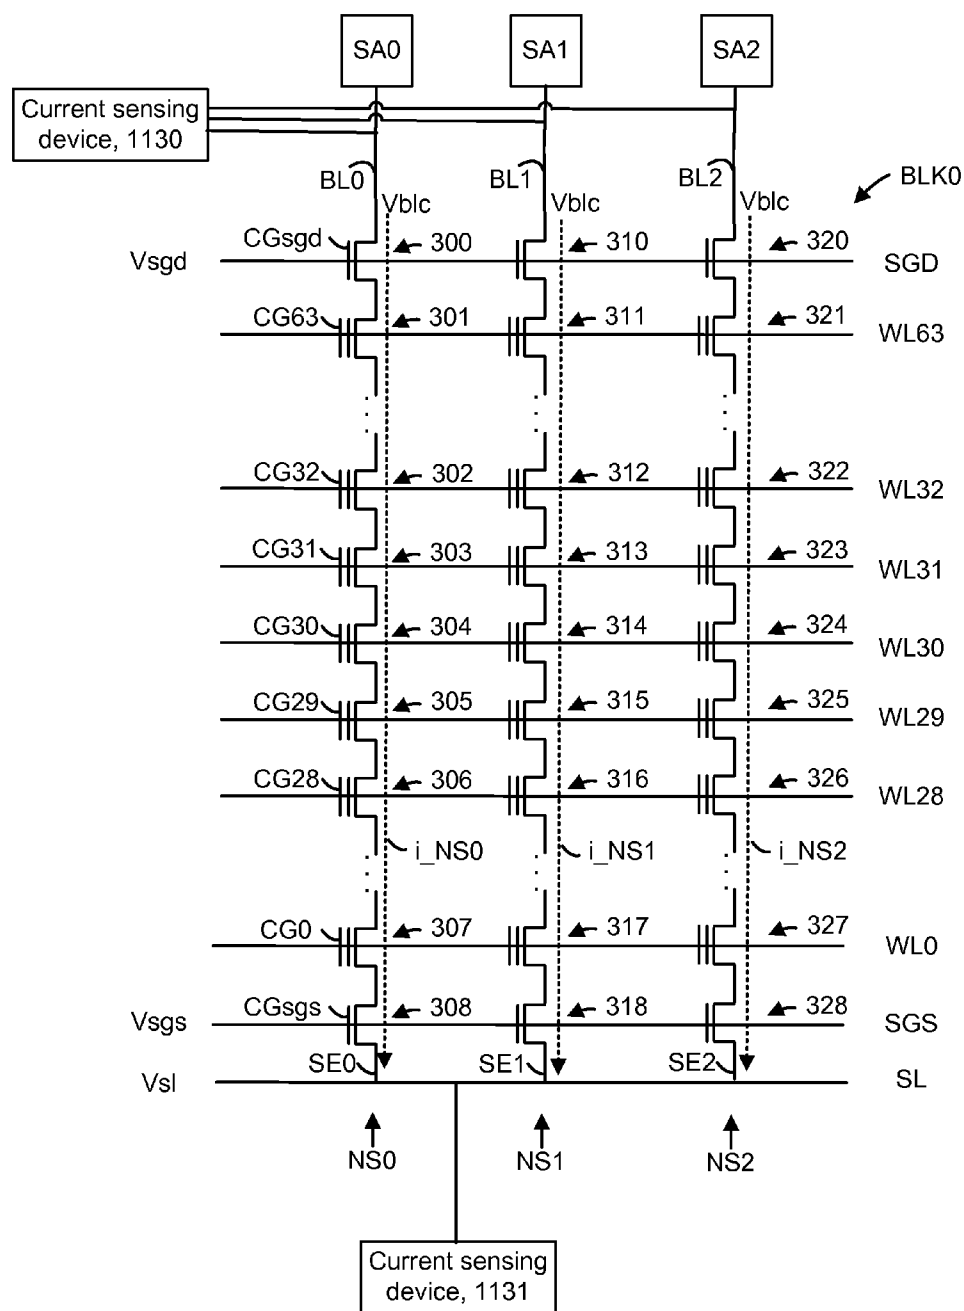 SA0 SA1 SA2
Current sensing
device, 1130
BL0 BL1 BL2 BLK0
Vblc Vblc Vblc
CGsgd 300 310 320
Vsgd SGD
CG63 301 311 321
WL63
CG32 302 312 322
WL32
CG31 303 313 323
WL31
CG30 304 314 324
WL30
CG29 305 315 325
WL29
CG28 306 316 326
WL28
i_NS0 i_NS1 i_NS2
CG0 307 317 327
WL0
CGsgs 308 318 328
Vsgs SGS
SE0 SE1 SE2
Vsl SL
NS0 NS1 NS2
Current sensing
device, 1131